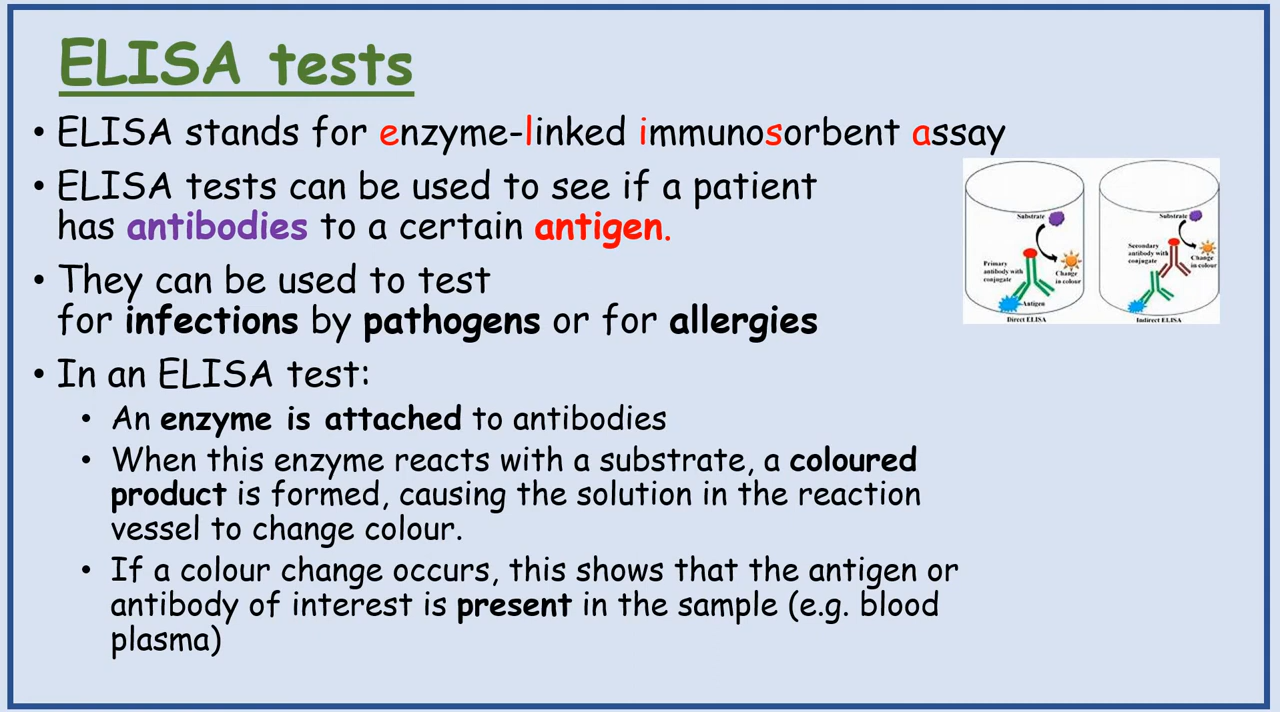 ELISA tests
• ELISA stands for enzyme-linked immunosorbent assay
• ELISA tests can be used to see if a patient
has antibodies to a certain antigen.
• They can be used to test
for infections by pathogens or for allergies
• In an ELISA test:
• An enzyme is attached to antibodies
• When this enzyme reacts with a substrate, a coloured
product is formed, causing the solution in the reaction
vessel to change colour.
• If a colour change occurs, this shows that the antigen or
antibody of interest is present in the sample (e.g. blood
plasma)
Substrate
Primary
antibody with
conjugate
Change
in colour
Antigen
Direct ELISA
Substrate
Secondary
antibody with
conjugate
Change
in colour
Indirect ELISA